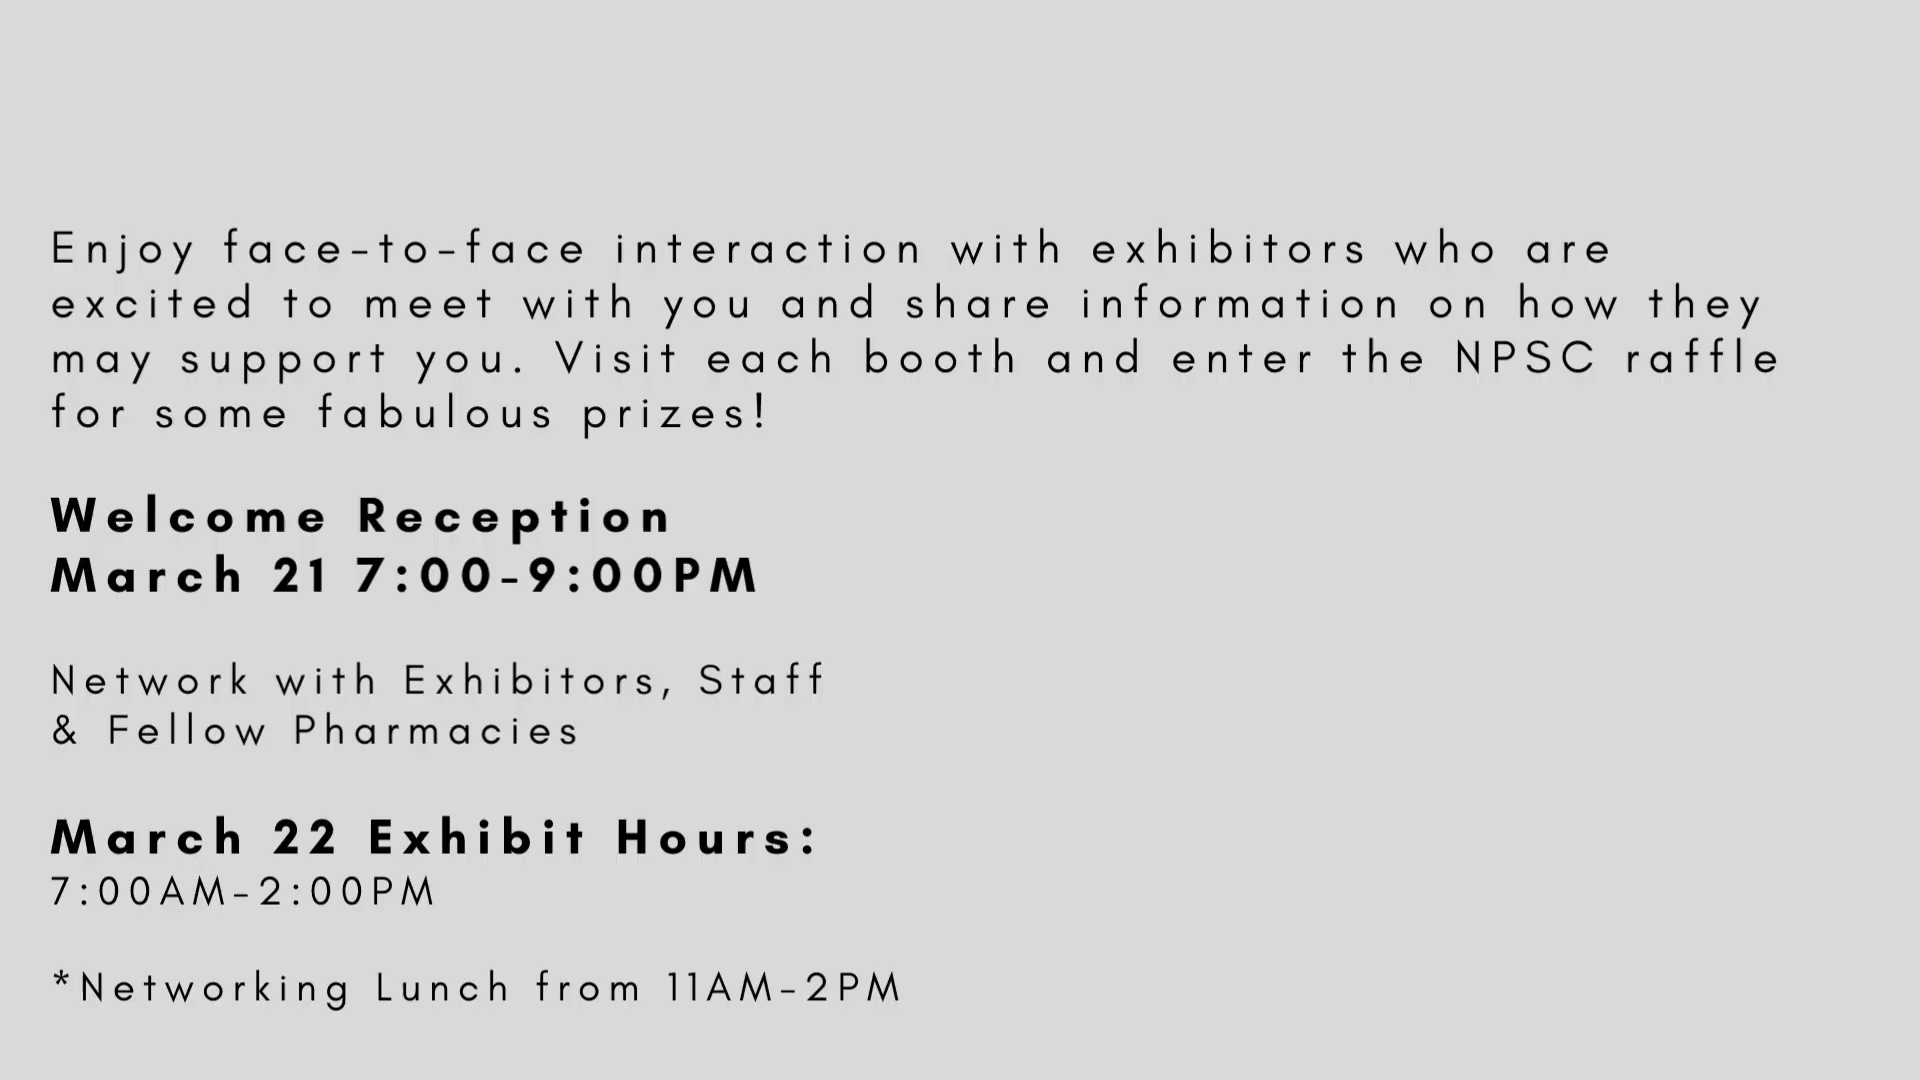 Enjoy face-to-face interaction with exhibitors who are
excited to meet with you and share information on how they
may support you. Visit each booth and enter the NPSC raffle
for some fabulous prizes!
Welcome Reception
March 21 7:00-9:00PM
Network with Exhibitors, Staff
& Fellow Pharmacies
March 22 Exhibit Hours:
7:00AM-2:00PM
*Networking Lunch from 11AM-2PM